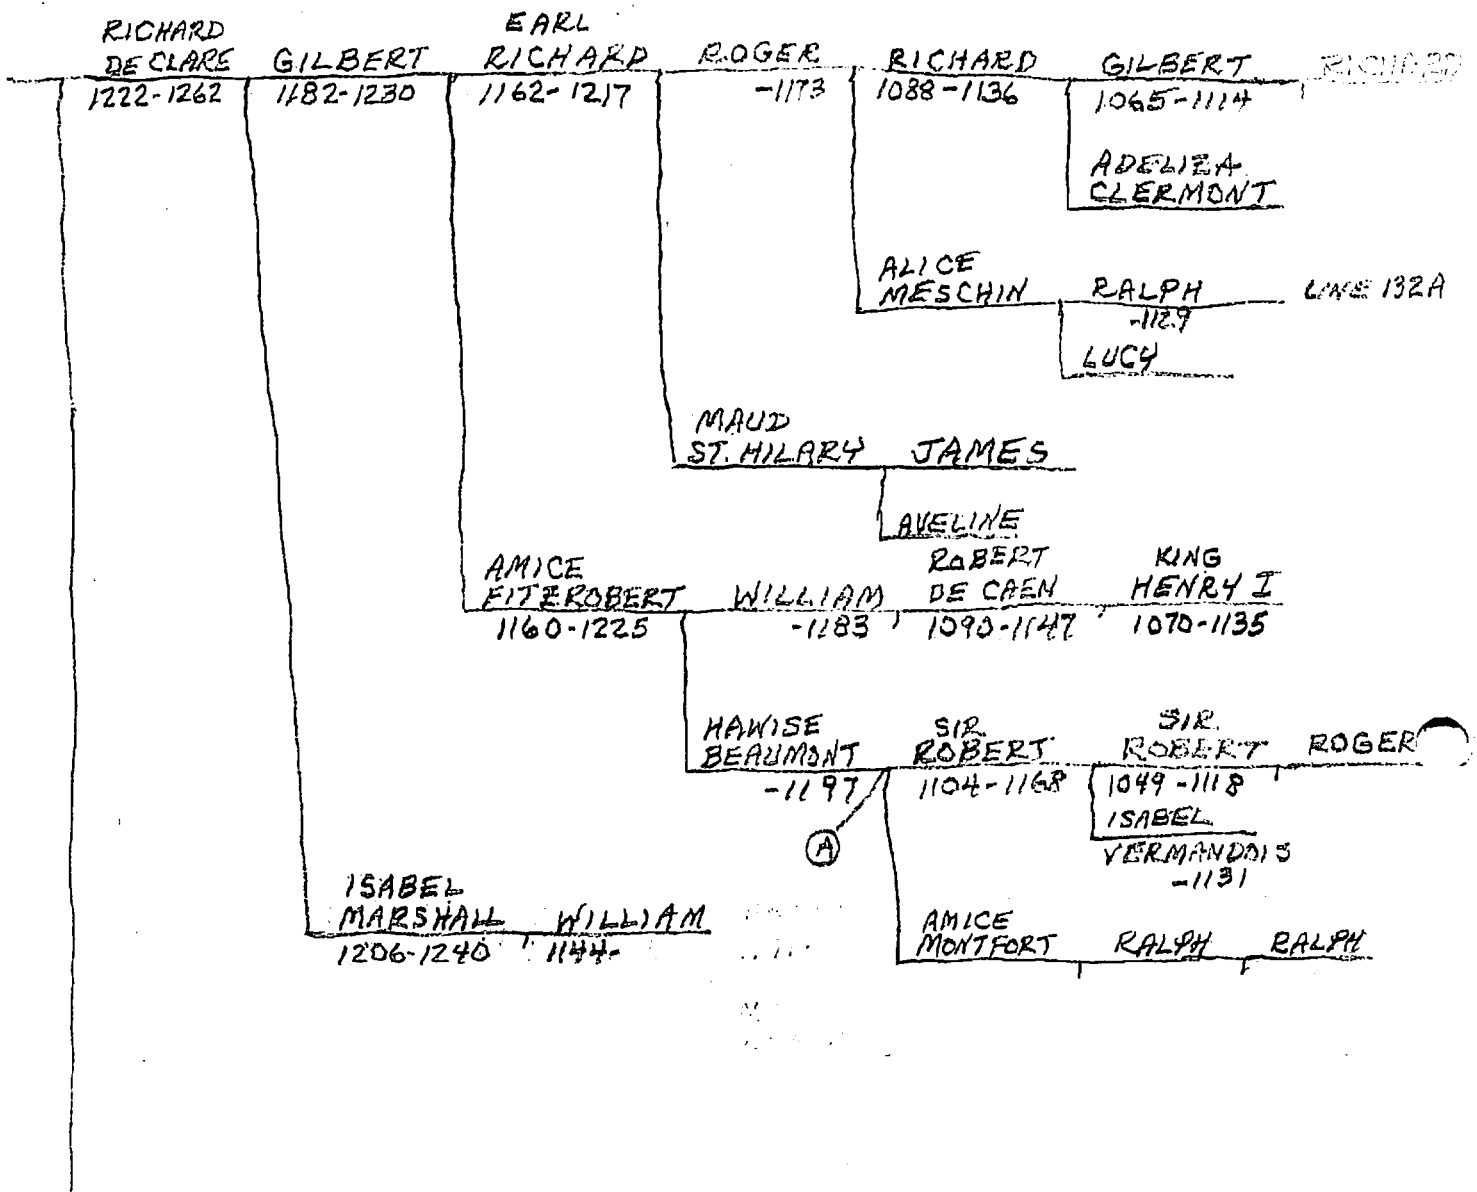 RICHARD
DE CLARE
1222-1262
GILBERT
1182-1230
EARL
RICHARD
1162-1217
ROGER
-1173
RICHARD
1088-1136
GILBERT
1065-1114
RICHARD
ADELIZA
CLERMONT
ALICE
MESCHIN
RALPH
-1129
LINE 132A
LUCY
MAUD
ST. HILARY
JAMES
AVELINE
AMICE
FITZROBERT
1160-1225
WILLIAM
-1183
ROBERT
DE CAEN
1090-1147
KING
HENRY I
1070-1135
HAWISE
BEAUMONT
-1197
SIR
ROBERT
1104-1168
SIR
ROBERT
1049-1118
ROGER
ISABEL
VERMANDOIS
-1131
A
ISABEL
MARSHALL
1206-1240
WILLIAM
1144-
AMICE
MONTFORT
RALPH
RALPH